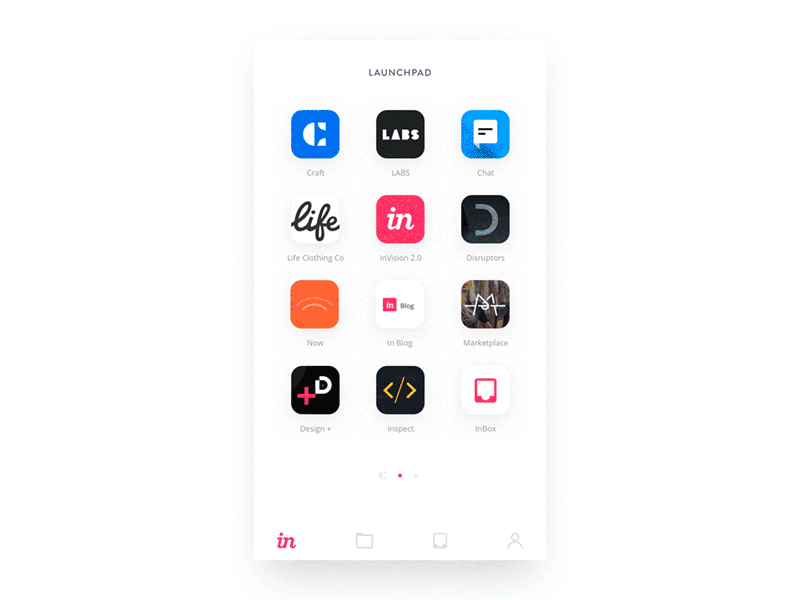 LAUNCHPAD
LABS
Craft
LABS
Chat
life
in
Life Clothing Co
InVision 2.0
Disruptors
in Blog
Now
In Blog
Marketplace
+D
</>
Design +
Inspect
InBox
in